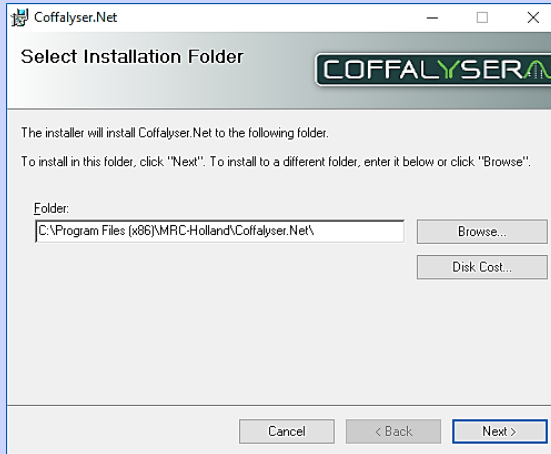 Coffalyser.Net
Select Installation Folder
COFFALYSER
The installer will install Coffalyser.Net to the following folder.
To install in this folder, click "Next". To install to a different folder, enter it below or click "Browse".
Folder:
C:\Program Files (x86)\MRC-Holland\Coffalyser.Net\
Browse...
Disk Cost...
Cancel
< Back
Next >